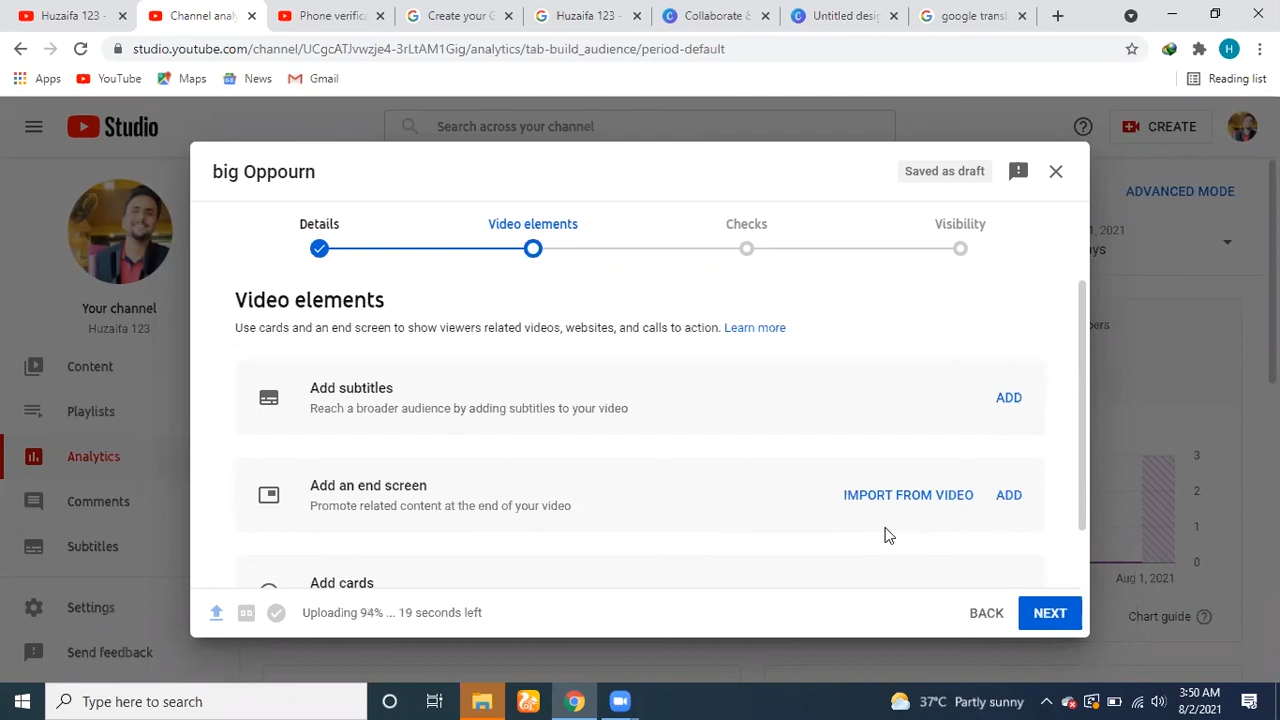 Huzaifa 123 -
Channel analy
Phone verifica
Create your G
Huzaifa 123 -
Collaborate &
Untitled desig
google transl
studio.youtube.com/channel/UCgcATJvwzje4-3rLtAM1Gig/analytics/tab-build_audience/period-default
H
Apps YouTube Maps News Gmail Reading list
Studio
Search across your channel
CREATE
big Oppourn
Saved as draft
ADVANCED MODE
Details Video elements Checks Visibility
1, 2021
ays
Video elements
Use cards and an end screen to show viewers related videos, websites, and calls to action. Learn more
Your channel
Huzaifa 123
Content
Playlists
Analytics
Comments
Subtitles
Settings
Send feedback
Add subtitles
Reach a broader audience by adding subtitles to your video
ADD
Add an end screen
Promote related content at the end of your video
IMPORT FROM VIDEO ADD
Add cards
Uploading 94% ... 19 seconds left
BACK NEXT
bers
3
2
1
0
Aug 1, 2021
Chart guide
Type here to search
37°C Partly sunny
3:50 AM
8/2/2021